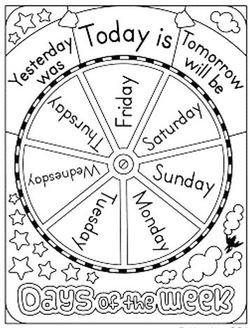 Yesterday was
Today is
Tomorrow will be
Friday
Saturday
Sunday
Monday
Tuesday
Wednesday
Thursday
Days of the week